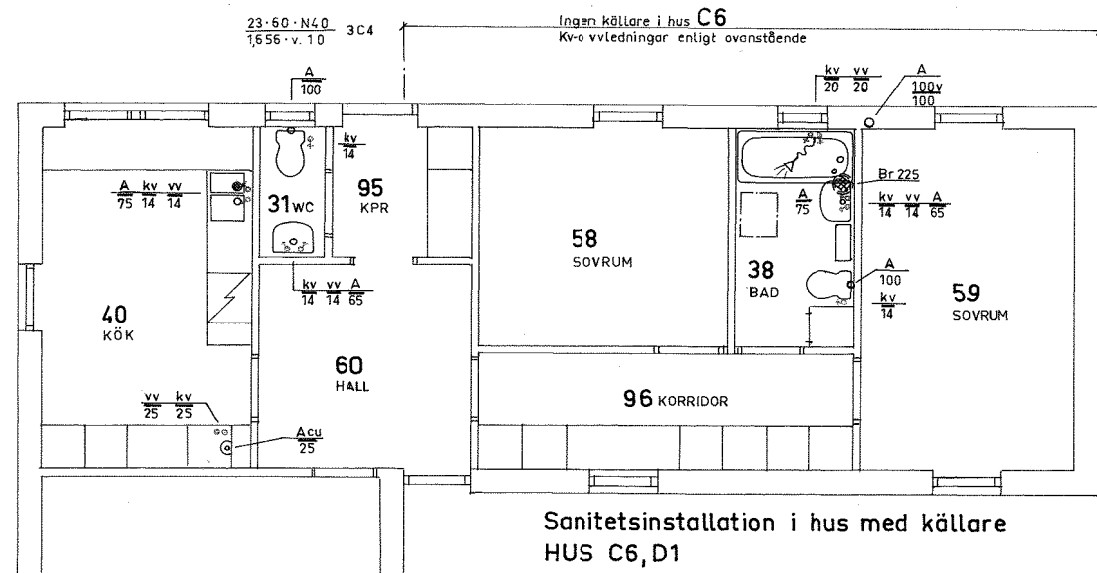 23·60·N40
1,656·v.10
3C4
Ingen källare i hus C6
Kv-o vvledningar enligt ovanstående
A
100
kv vv
20 20
A
100v
100
kv
14
A kv vv
75 14 14
31 WC
95
KPR
58
SOVRUM
A
75
Br 225
kv vv A
14 14 65
38
BAD
A
100
kv
14
59
SOVRUM
kv vv A
14 14 65
40
KÖK
60
HALL
96 KORRIDOR
vv kv
25 25
Acu
25
Sanitetsinstallation i hus med källare
HUS C6,D1